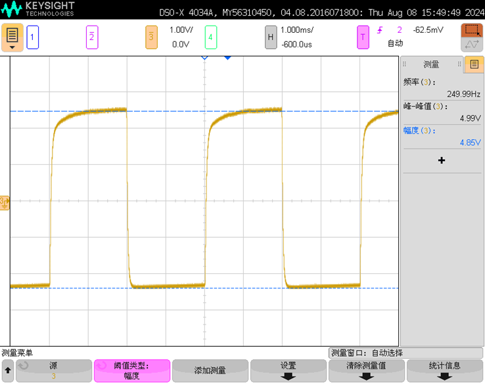 KEYSIGHT
TECHNOLOGIES
DSO-X 4034A, MY56310450, 04.08.2016071800: Thu Aug 08 15:49:49 2024
1
2
3
1.00V/
0.0V
4
H
1.000ms/
-600.0us
T
2
-62.5mV
自动
测量
频率(3):
249.99Hz
峰-峰值(3):
4.99V
幅度(3):
4.85V
测量菜单
测量窗口: 自动选择
源
3
阈值类型:
幅度
添加测量
设置
清除测量值
统计信息